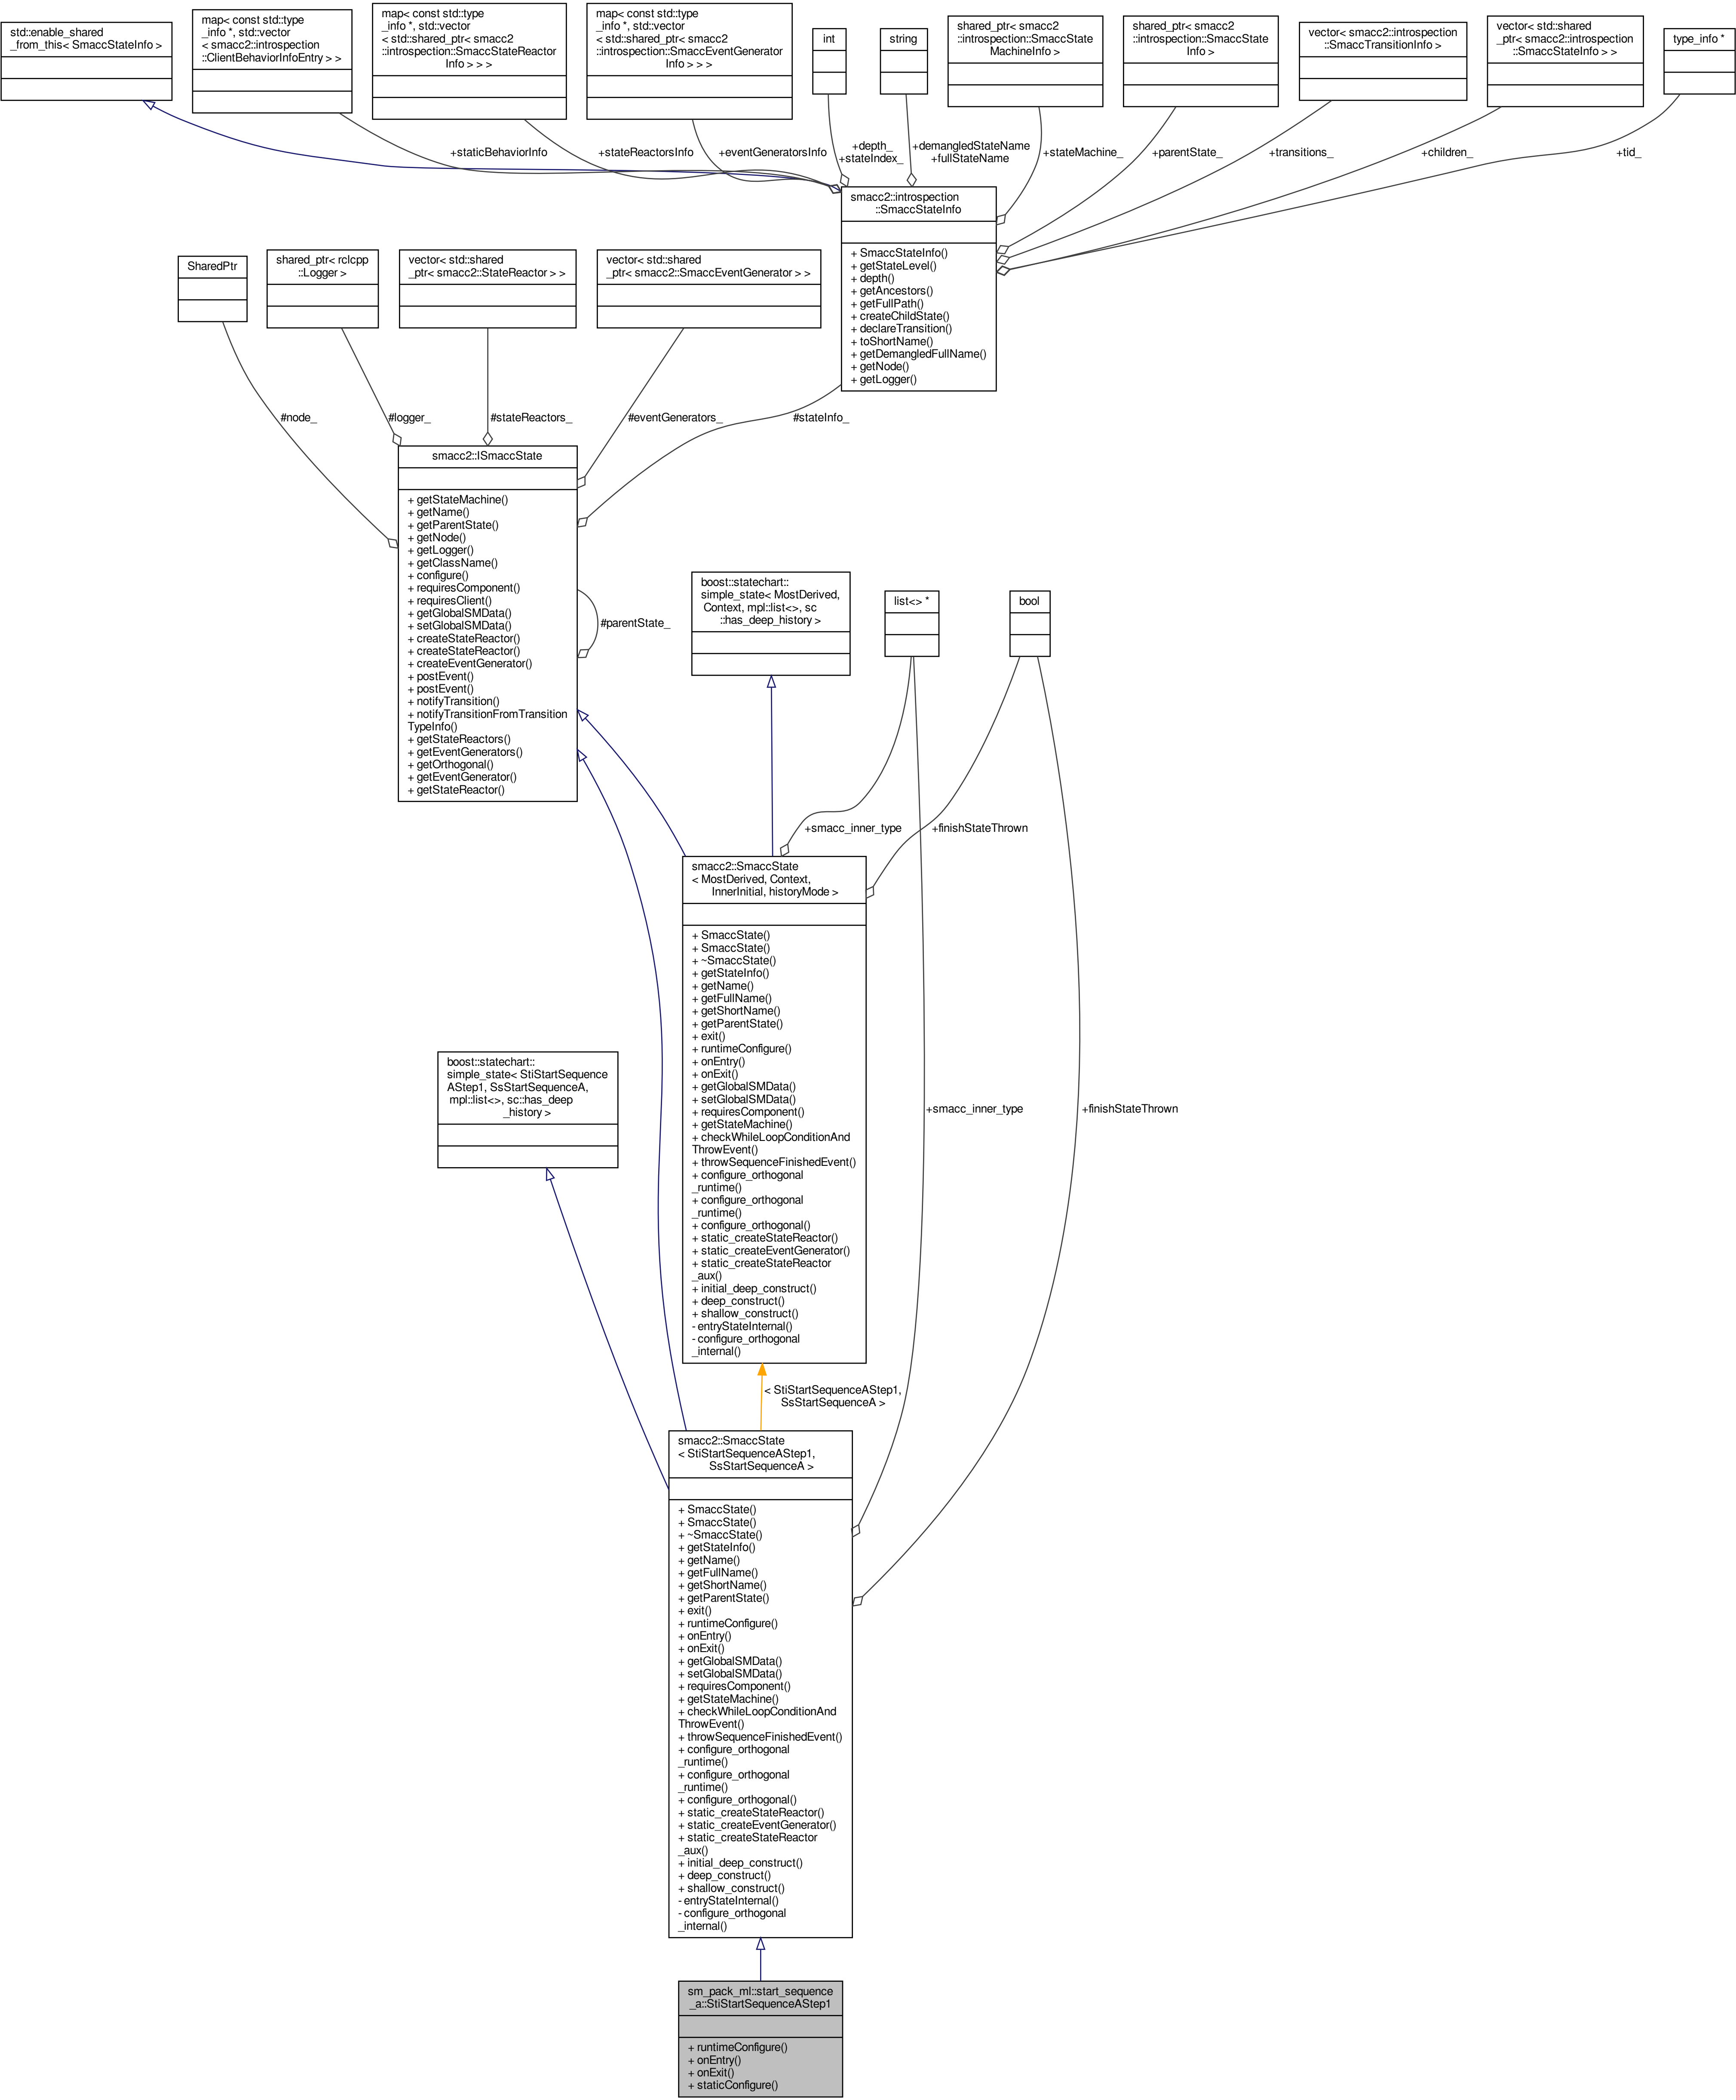 std::enable_shared
_from_this< SmaccStateInfo >
map< const std::type
_info *, std::vector
< smacc2::introspection
::ClientBehaviorInfoEntry > >
map< const std::type
_info *, std::vector
< std::shared_ptr< smacc2
::introspection::SmaccStateReactor
Info > > >
map< const std::type
_info *, std::vector
< std::shared_ptr< smacc2
::introspection::SmaccEventGenerator
Info > > >
int
string
shared_ptr< smacc2
::introspection::SmaccState
MachineInfo >
shared_ptr< smacc2
::introspection::SmaccState
Info >
vector< smacc2::introspection
::SmaccTransitionInfo >
vector< std::shared
_ptr< smacc2::introspection
::SmaccStateInfo > >
type_info *
+staticBehaviorInfo
+stateReactorsInfo
+eventGeneratorsInfo
+depth_
+stateIndex_
+demangledStateName
+fullStateName
+stateMachine_
+parentState_
+transitions_
+children_
+tid_
smacc2::introspection
::SmaccStateInfo
+ SmaccStateInfo()
+ getStateLevel()
+ depth()
+ getAncestors()
+ getFullPath()
+ createChildState()
+ declareTransition()
+ toShortName()
+ getDemangledFullName()
+ getNode()
+ getLogger()
SharedPtr
shared_ptr< rclcpp
::Logger >
vector< std::shared
_ptr< smacc2::StateReactor > >
vector< std::shared
_ptr< smacc2::SmaccEventGenerator > >
#node_
#logger_
#stateReactors_
#eventGenerators_
#stateInfo_
smacc2::ISmaccState
+ getStateMachine()
+ getName()
+ getParentState()
+ getNode()
+ getLogger()
+ getClassName()
+ configure()
+ requiresComponent()
+ requiresClient()
+ getGlobalSMData()
+ setGlobalSMData()
+ createStateReactor()
+ createStateReactor()
+ createEventGenerator()
+ postEvent()
+ postEvent()
+ notifyTransition()
+ notifyTransitionFromTransition
TypeInfo()
+ getStateReactors()
+ getEventGenerators()
+ getOrthogonal()
+ getEventGenerator()
+ getStateReactor()
#parentState_
boost::statechart::
simple_state< MostDerived,
Context, mpl::list<>, sc
::has_deep_history >
list<> *
bool
+smacc_inner_type
+finishStateThrown
smacc2::SmaccState
< MostDerived, Context,
InnerInitial, historyMode >
+ SmaccState()
+ SmaccState()
+ ~SmaccState()
+ getStateInfo()
+ getName()
+ getFullName()
+ getShortName()
+ getParentState()
+ exit()
+ runtimeConfigure()
+ onEntry()
+ onExit()
+ getGlobalSMData()
+ setGlobalSMData()
+ requiresComponent()
+ getStateMachine()
+ checkWhileLoopConditionAnd
ThrowEvent()
+ throwSequenceFinishedEvent()
+ configure_orthogonal
_runtime()
+ configure_orthogonal
_runtime()
+ configure_orthogonal()
+ static_createStateReactor()
+ static_createEventGenerator()
+ static_createStateReactor
_aux()
+ initial_deep_construct()
+ deep_construct()
+ shallow_construct()
- entryStateInternal()
- configure_orthogonal
_internal()
boost::statechart::
simple_state< StiStartSequence
AStep1, SsStartSequenceA,
mpl::list<>, sc::has_deep
_history >
+smacc_inner_type
+finishStateThrown
< StiStartSequenceAStep1,
SsStartSequenceA >
smacc2::SmaccState
< StiStartSequenceAStep1,
SsStartSequenceA >
+ SmaccState()
+ SmaccState()
+ ~SmaccState()
+ getStateInfo()
+ getName()
+ getFullName()
+ getShortName()
+ getParentState()
+ exit()
+ runtimeConfigure()
+ onEntry()
+ onExit()
+ getGlobalSMData()
+ setGlobalSMData()
+ requiresComponent()
+ getStateMachine()
+ checkWhileLoopConditionAnd
ThrowEvent()
+ throwSequenceFinishedEvent()
+ configure_orthogonal
_runtime()
+ configure_orthogonal
_runtime()
+ configure_orthogonal()
+ static_createStateReactor()
+ static_createEventGenerator()
+ static_createStateReactor
_aux()
+ initial_deep_construct()
+ deep_construct()
+ shallow_construct()
- entryStateInternal()
- configure_orthogonal
_internal()
sm_pack_ml::start_sequence
_a::StiStartSequenceAStep1
+ runtimeConfigure()
+ onEntry()
+ onExit()
+ staticConfigure()